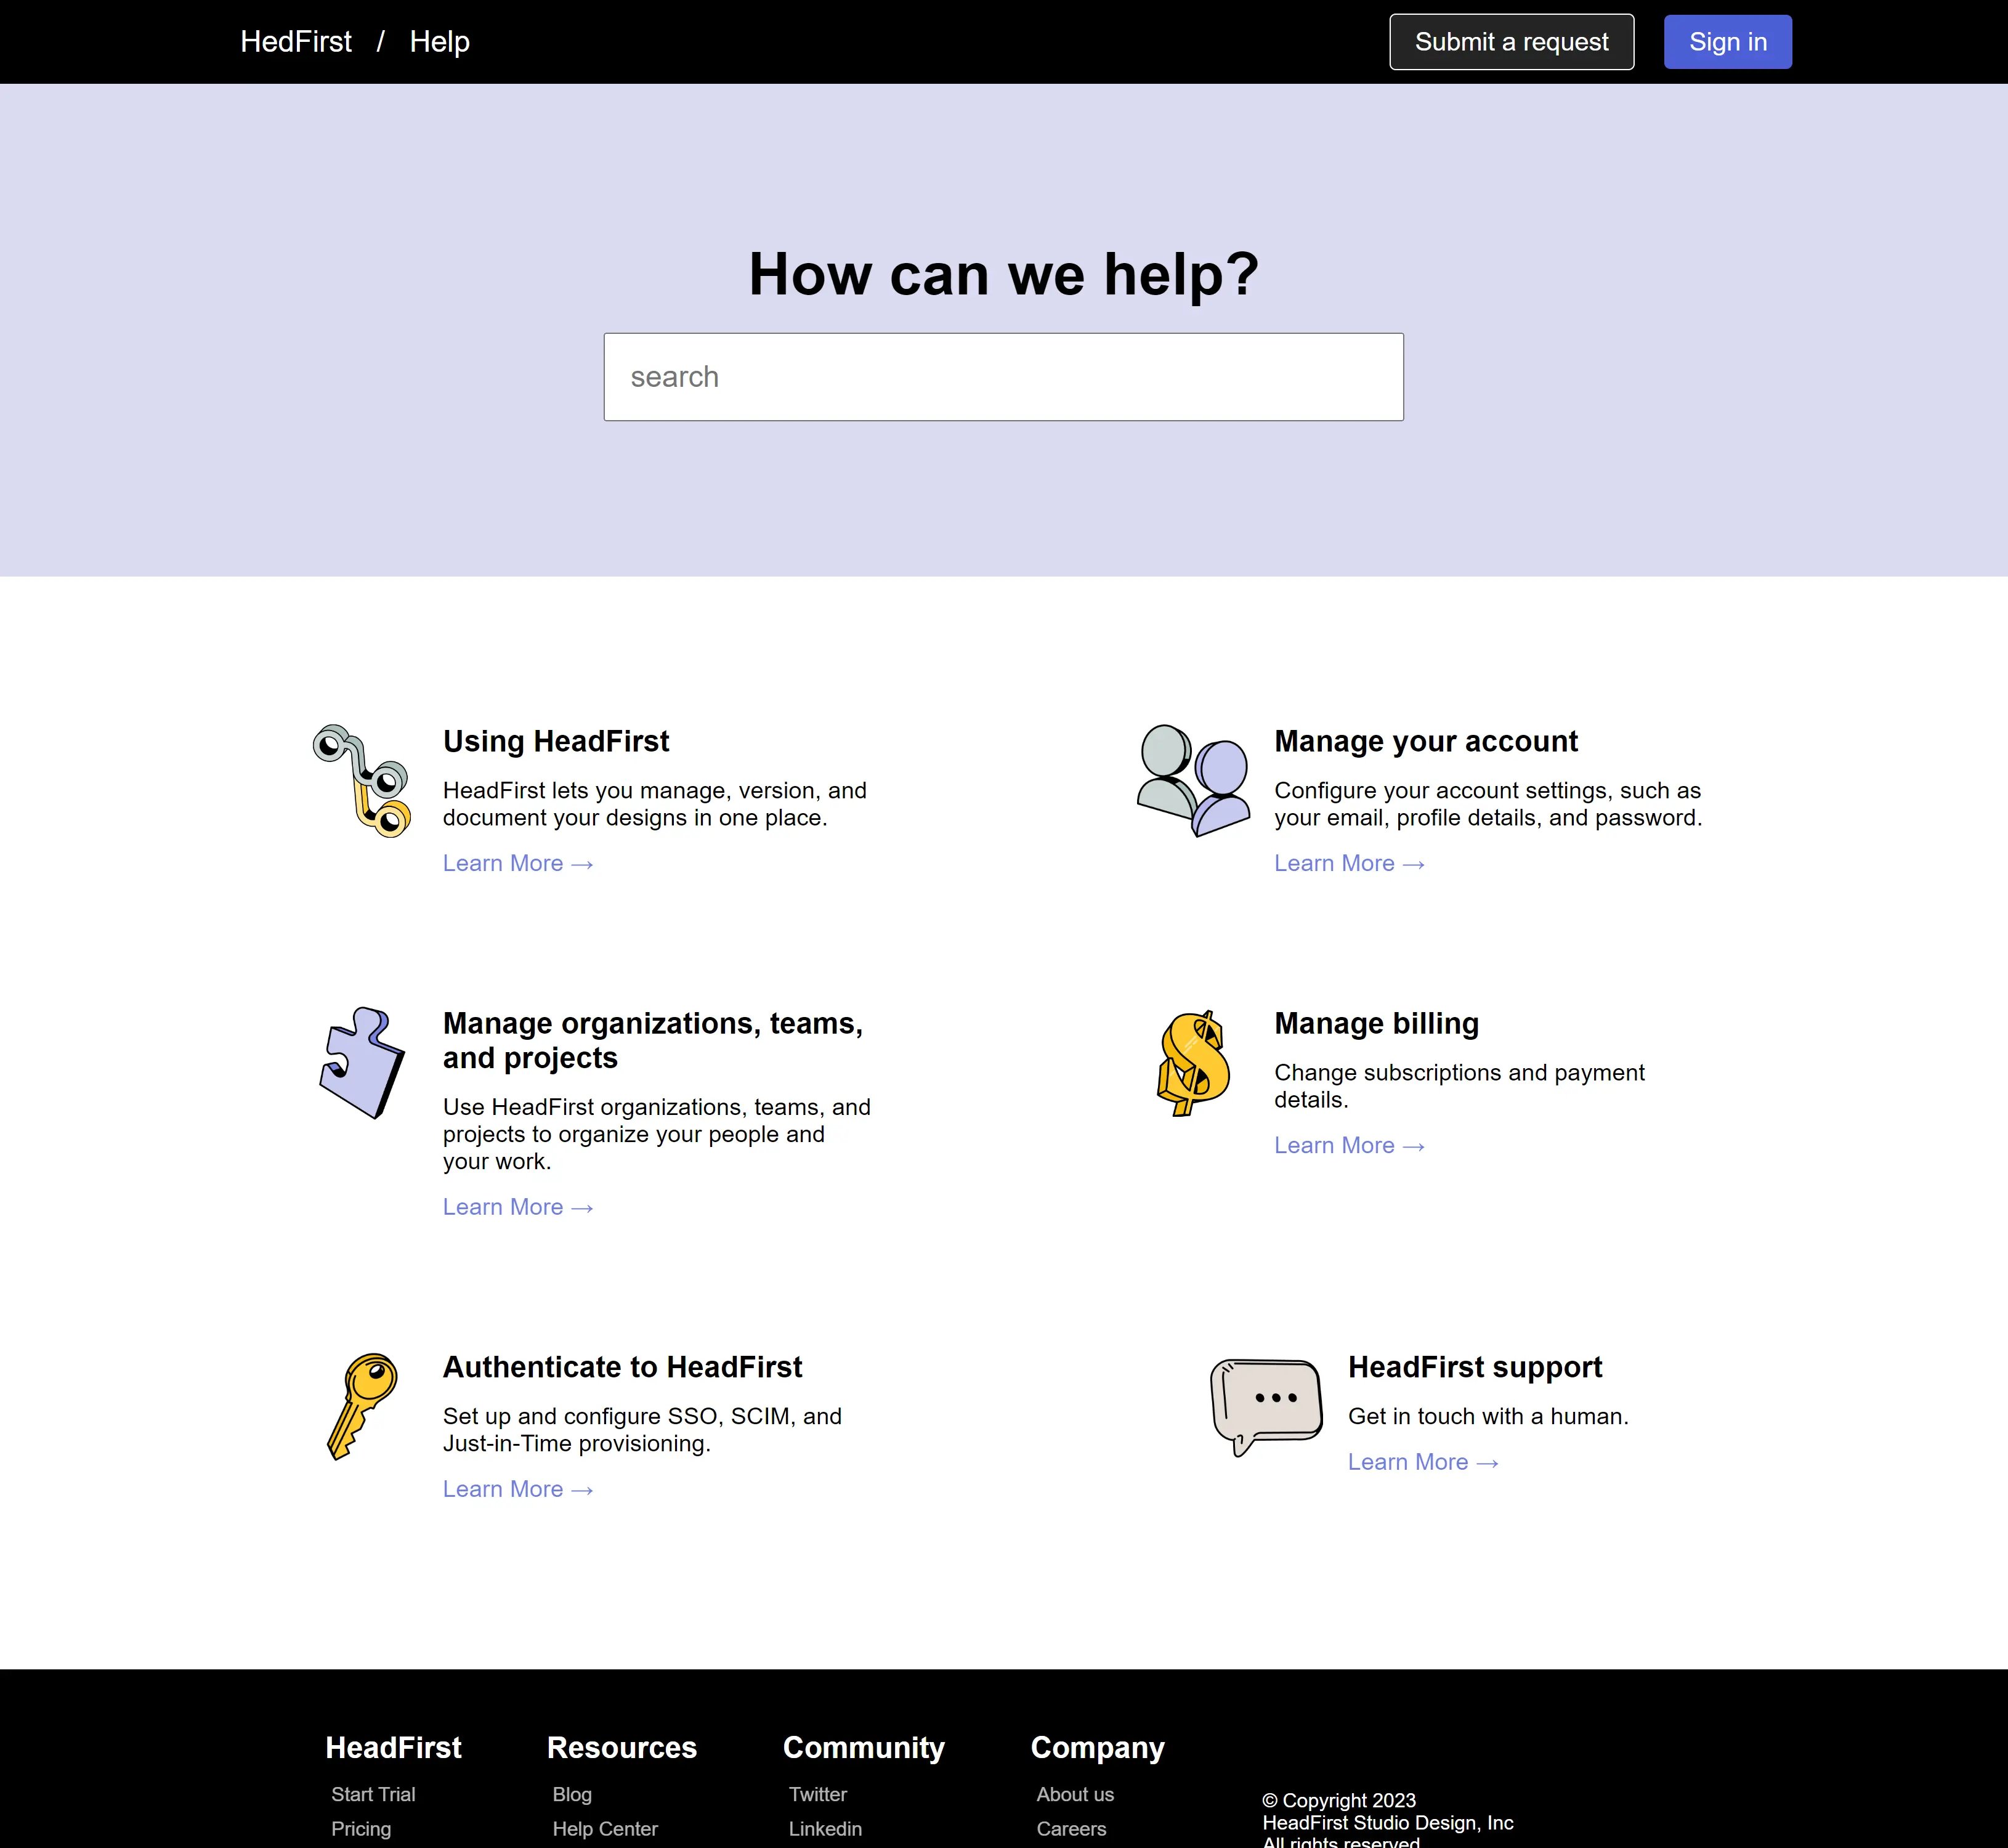 HedFirst / Help
Submit a request
Sign in
How can we help?
search
Using HeadFirst
HeadFirst lets you manage, version, and
document your designs in one place.
Learn More →
Manage your account
Configure your account settings, such as
your email, profile details, and password.
Learn More →
Manage organizations, teams,
and projects
Use HeadFirst organizations, teams, and
projects to organize your people and
your work.
Learn More →
Manage billing
Change subscriptions and payment
details.
Learn More →
Authenticate to HeadFirst
Set up and configure SSO, SCIM, and
Just-in-Time provisioning.
Learn More →
HeadFirst support
Get in touch with a human.
Learn More →
HeadFirst
Start Trial
Pricing
Resources
Blog
Help Center
Community
Twitter
Linkedin
Company
About us
Careers
© Copyright 2023
HeadFirst Studio Design, Inc
All rights reserved